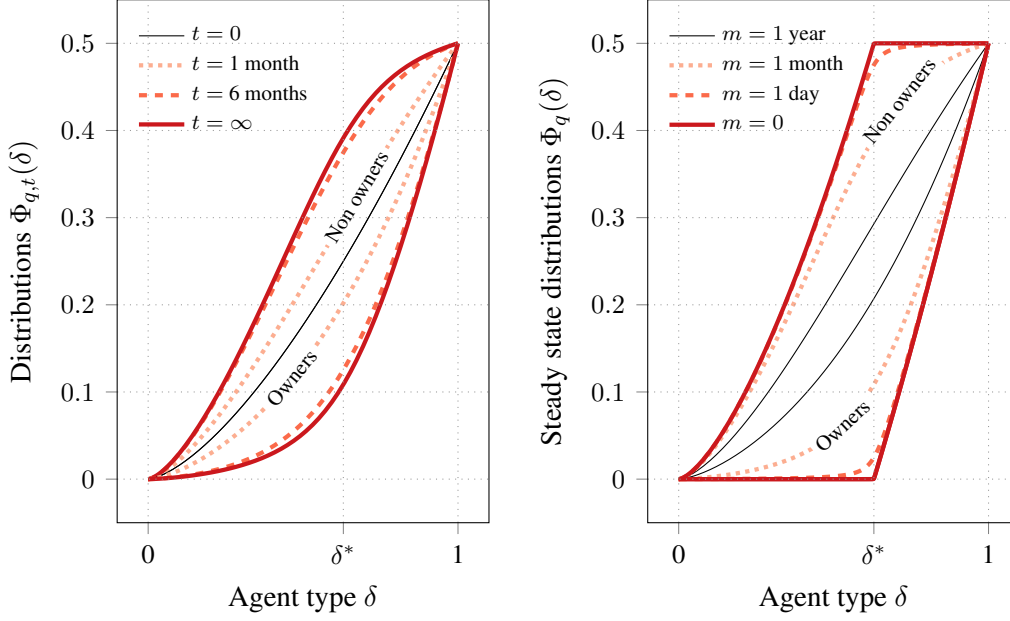 t = 0
t = 1 month
t = 6 months
t = ∞
0.5
0.4
0.3
0.2
0.1
0
Non owners
Owners
0
δ*
1
Agent type δ
Distributions Φq,t(δ)
m = 1 year
m = 1 month
m = 1 day
m = 0
0.5
0.4
0.3
0.2
0.1
0
Non owners
Owners
0
δ*
1
Agent type δ
Steady state distributions Φq(δ)